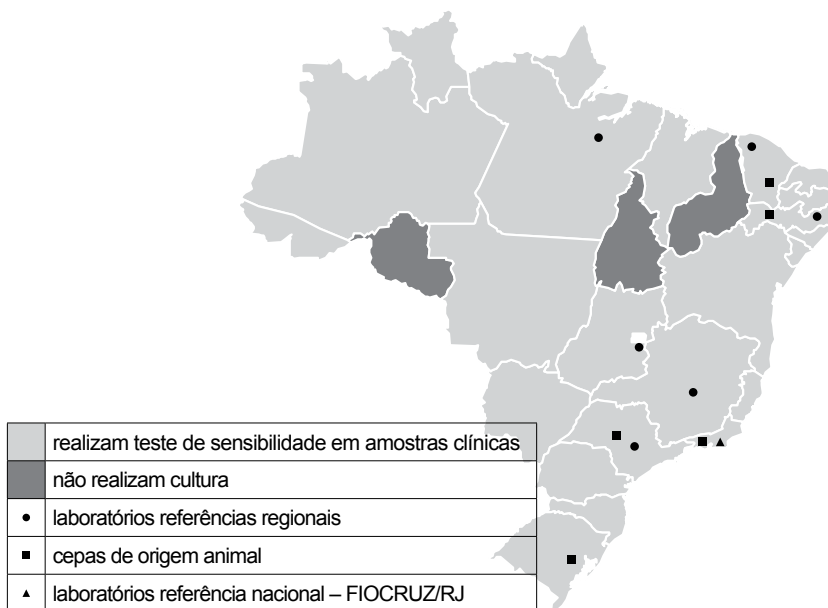 realizam teste de sensibilidade em amostras clínicas
não realizam cultura
laboratórios referências regionais
cepas de origem animal
laboratórios referência nacional – FIOCRUZ/RJ